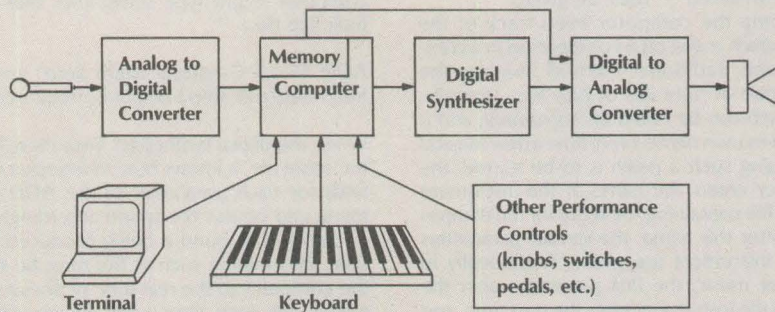 Analog to
Digital
Converter
Memory
Computer
Digital
Synthesizer
Digital to
Analog
Converter
Terminal
Keyboard
Other Performance
Controls
(knobs, switches,
pedals, etc.)